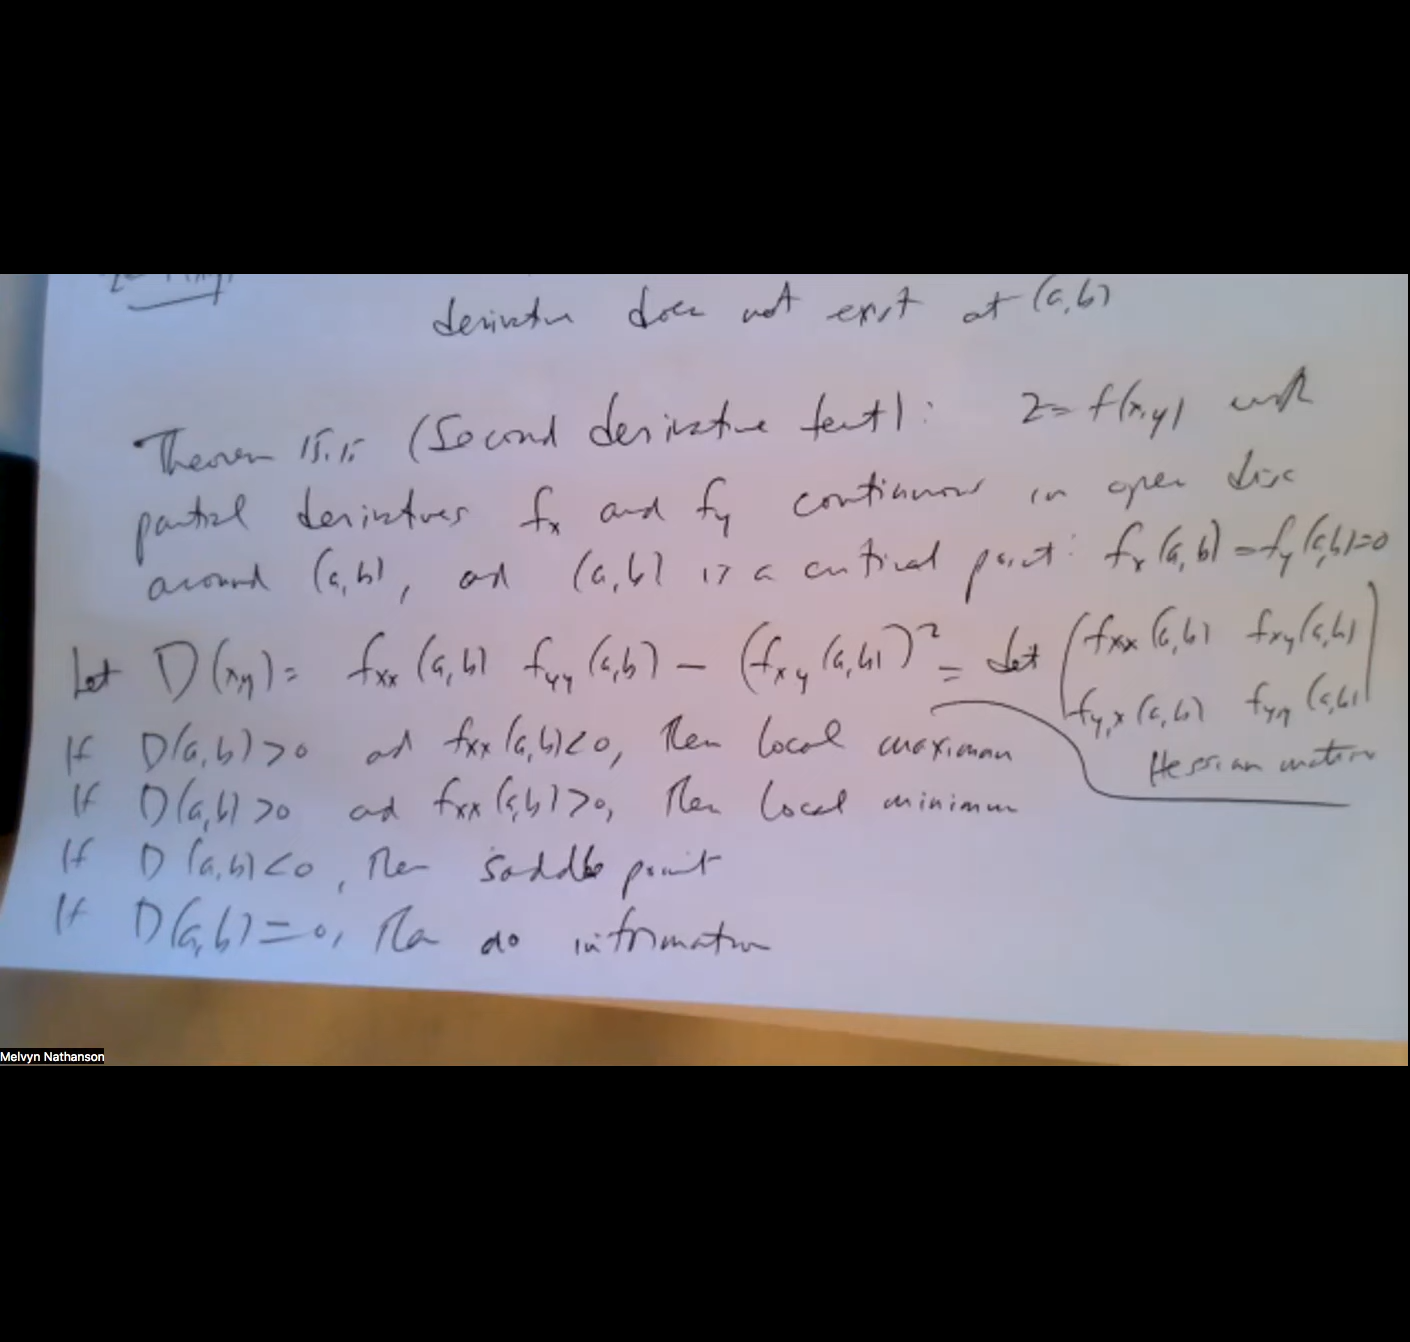 derivative does not exist at (a,b)
Theorem 15.15 (Second derivative test): z=f(x,y) with
partial derivatives fx and fy continuous in open disc
around (a,b), and (a,b) is a critical point: fx(a,b)=fy(a,b)=0
Let D(x,y)= fxx(a,b) fyy(a,b) - (fxy(a,b))² = det (fxx(a,b) fxy(a,b)
fy,x(a,b) fyy(a,b))
If D(a,b)>0 and fxx(a,b)<0, then local maximum
Hessian matrix
If D(a,b)>0 and fxx(a,b)>0, then local minimum
If D(a,b)<0, then saddle point
If D(a,b)=0, then do information
Melvyn Nathanson